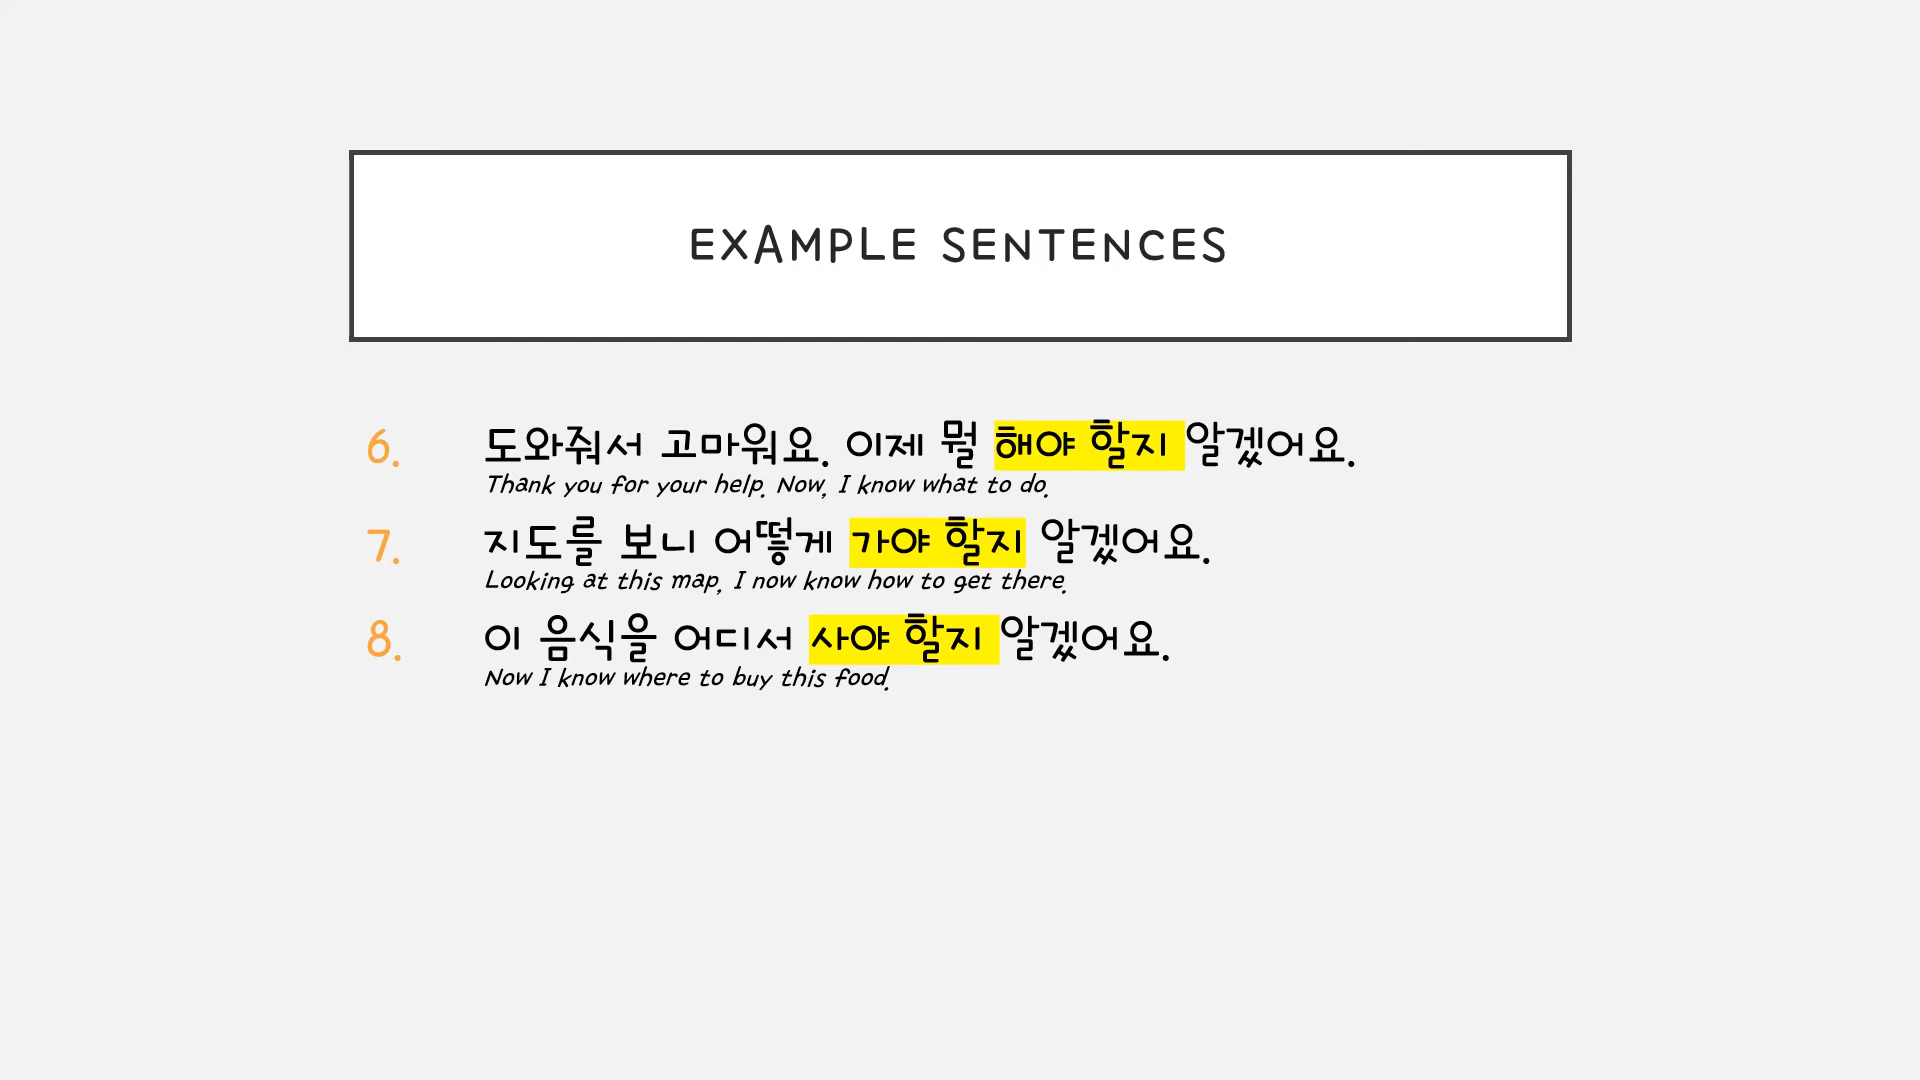 EXAMPLE SENTENCES
6. 도와줘서 고마워요. 이제 뭘 해야 할지 알겠어요.
Thank you for your help. Now, I know what to do.
7. 지도를 보니 어떻게 가야 할지 알겠어요.
Looking at this map, I now know how to get there.
8. 이 음식을 어디서 사야 할지 알겠어요.
Now I know where to buy this food.